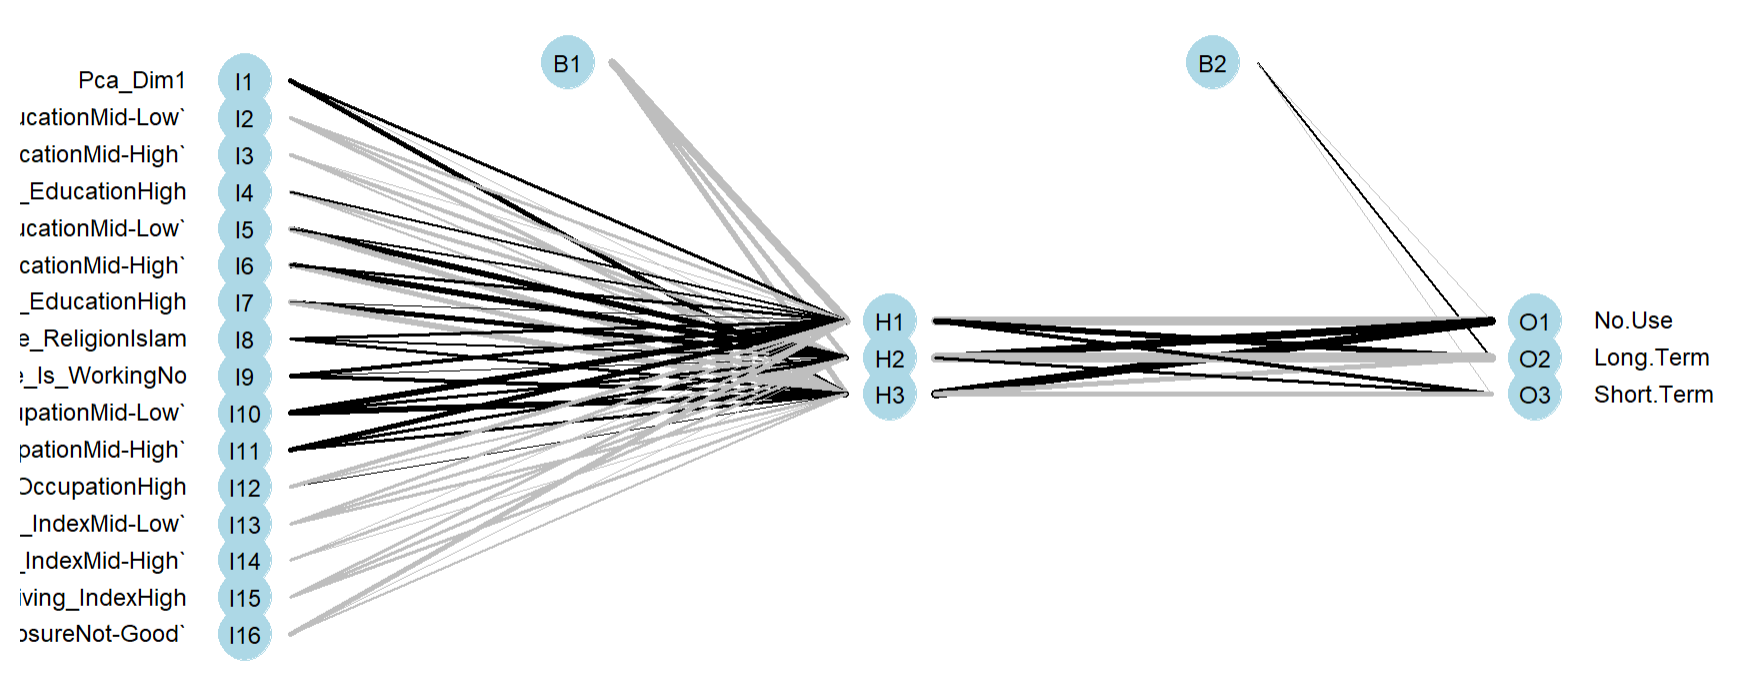 B1
B2
Pca_Dim1 I1
ucationMid-Low` I2
cationMid-High` I3
_EducationHigh I4
ucationMid-Low` I5
cationMid-High` I6
_EducationHigh I7
e_ReligionIslam I8
e_Is_WorkingNo I9
upationMid-Low` I10
pationMid-High` I11
OccupationHigh I12
_IndexMid-Low` I13
_IndexMid-High` I14
iving_IndexHigh I15
osureNot-Good` I16
H1
H2
H3
O1 No.Use
O2 Long.Term
O3 Short.Term